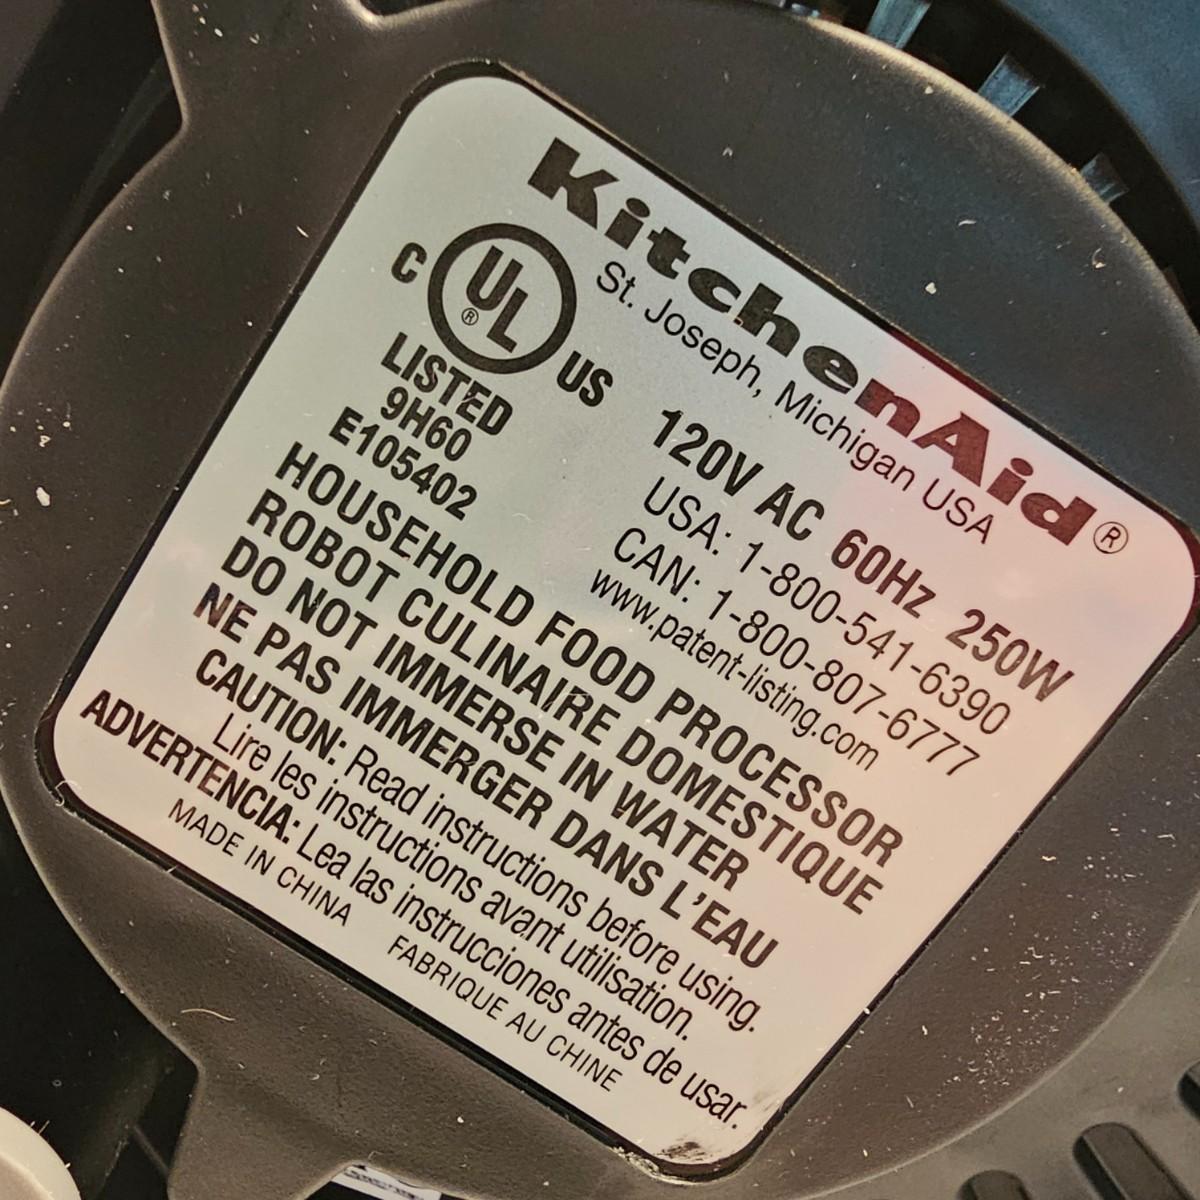 KitchenAid®
St. Joseph, Michigan USA
C UL® US
LISTED
9H60
E105402
120V AC 60Hz 250W
USA: 1-800-541-6390
CAN: 1-800-807-6777
www.patent-listing.com
HOUSEHOLD FOOD PROCESSOR
ROBOT CULINAIRE DOMESTIQUE
DO NOT IMMERSE IN WATER
NE PAS IMMERGER DANS L'EAU
CAUTION: Read instructions before using.
Lire les instructions avant utilisation.
ADVERTENCIA: Lea las instrucciones antes de usar.
MADE IN CHINA FABRIQUE AU CHINE